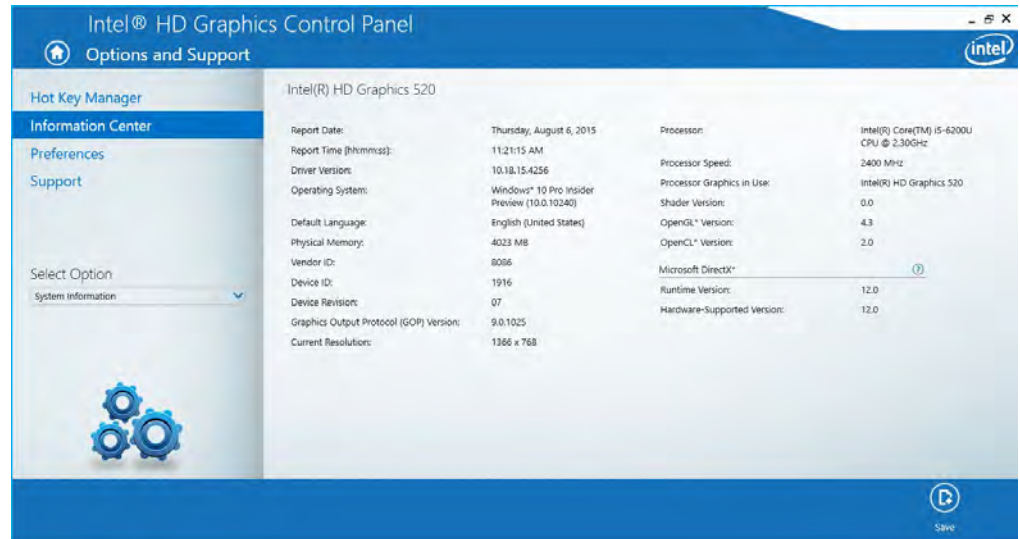 Intel® HD Graphics Control Panel
Options and Support
intel
Hot Key Manager
Information Center
Preferences
Support
Select Option
System Information
Intel(R) HD Graphics 520
Report Date: Thursday, August 6, 2015
Report Time [hh:mm:ss): 11:21:15 AM
Driver Version: 10.18.15.4256
Operating System: Windows* 10 Pro Insider
Preview (10.0.10240)
Default Language: English (United States)
Physical Memory: 4023 MB
Vendor ID: 8086
Device ID: 1916
Device Revision: 07
Graphics Output Protocol (GOP) Version: 9.0.1025
Current Resolution: 1366 x 768
Processor: Intel(R) Core(TM) i5-6200U
CPU @ 2.30GHz
Processor Speed: 2400 MHz
Processor Graphics in Use: Intel(R) HD Graphics 520
Shader Version: 0.0
OpenGL* Version: 4.3
OpenCL* Version: 2.0
Microsoft DirectX*
?
Runtime Version: 12.0
Hardware-Supported Version: 12.0
Save